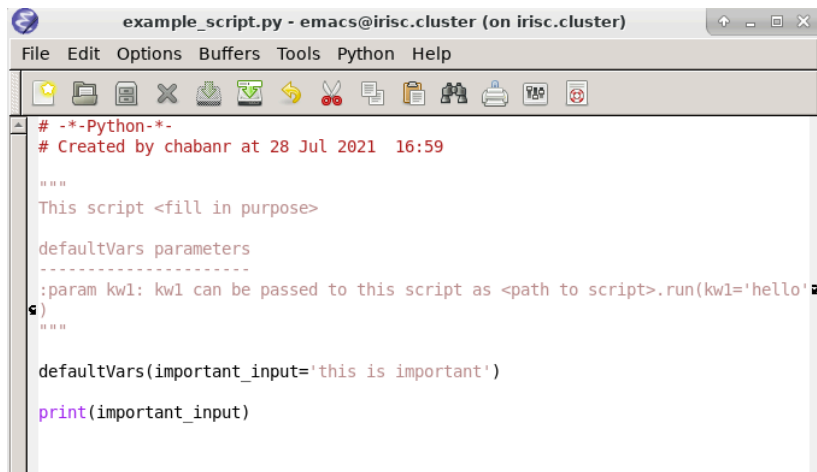 example_script.py - emacs@irisc.cluster (on irisc.cluster)
File Edit Options Buffers Tools Python Help
# -*-Python-*-
# Created by chabanr at 28 Jul 2021  16:59
"""
This script <fill in purpose>
defaultVars parameters
----------------------
:param kw1: kw1 can be passed to this script as <path to script>.run(kw1='hello'
)
"""
defaultVars(important_input='this is important')
print(important_input)